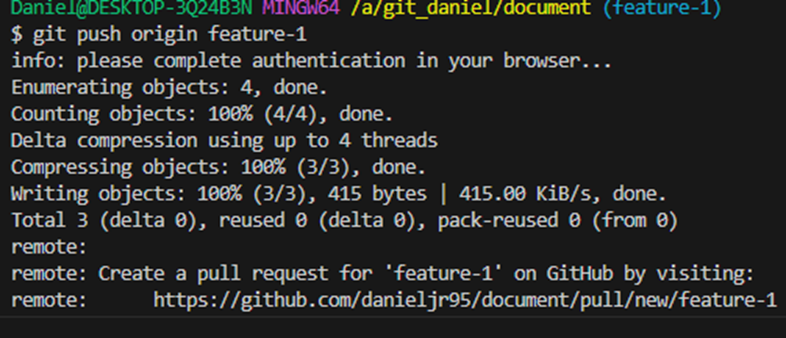 Daniel@DESKTOP-3Q24B3N MINGW64 /a/git_daniel/document (feature-1)
$ git push origin feature-1
info: please complete authentication in your browser...
Enumerating objects: 4, done.
Counting objects: 100% (4/4), done.
Delta compression using up to 4 threads
Compressing objects: 100% (3/3), done.
Writing objects: 100% (3/3), 415 bytes | 415.00 KiB/s, done.
Total 3 (delta 0), reused 0 (delta 0), pack-reused 0 (from 0)
remote:
remote: Create a pull request for 'feature-1' on GitHub by visiting:
remote:      https://github.com/danieljr95/document/pull/new/feature-1